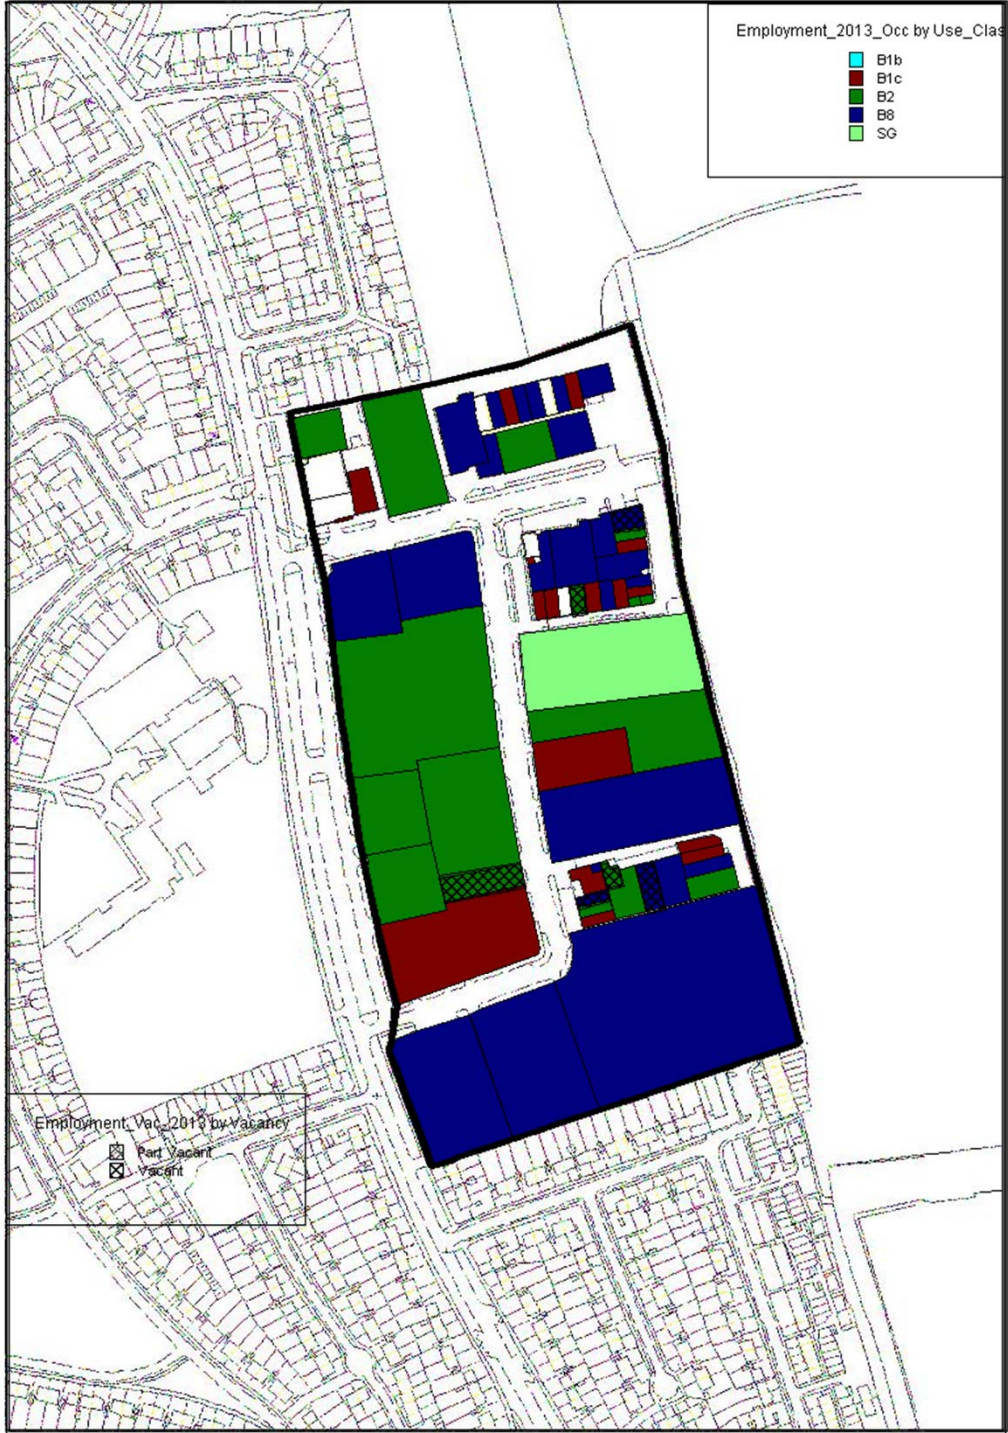 Employment_2013_Occ by Use_Clas
B1b
B1c
B2
B8
SG
Employment_Vac_2013 by Vacancy
Part Vacant
Vacant